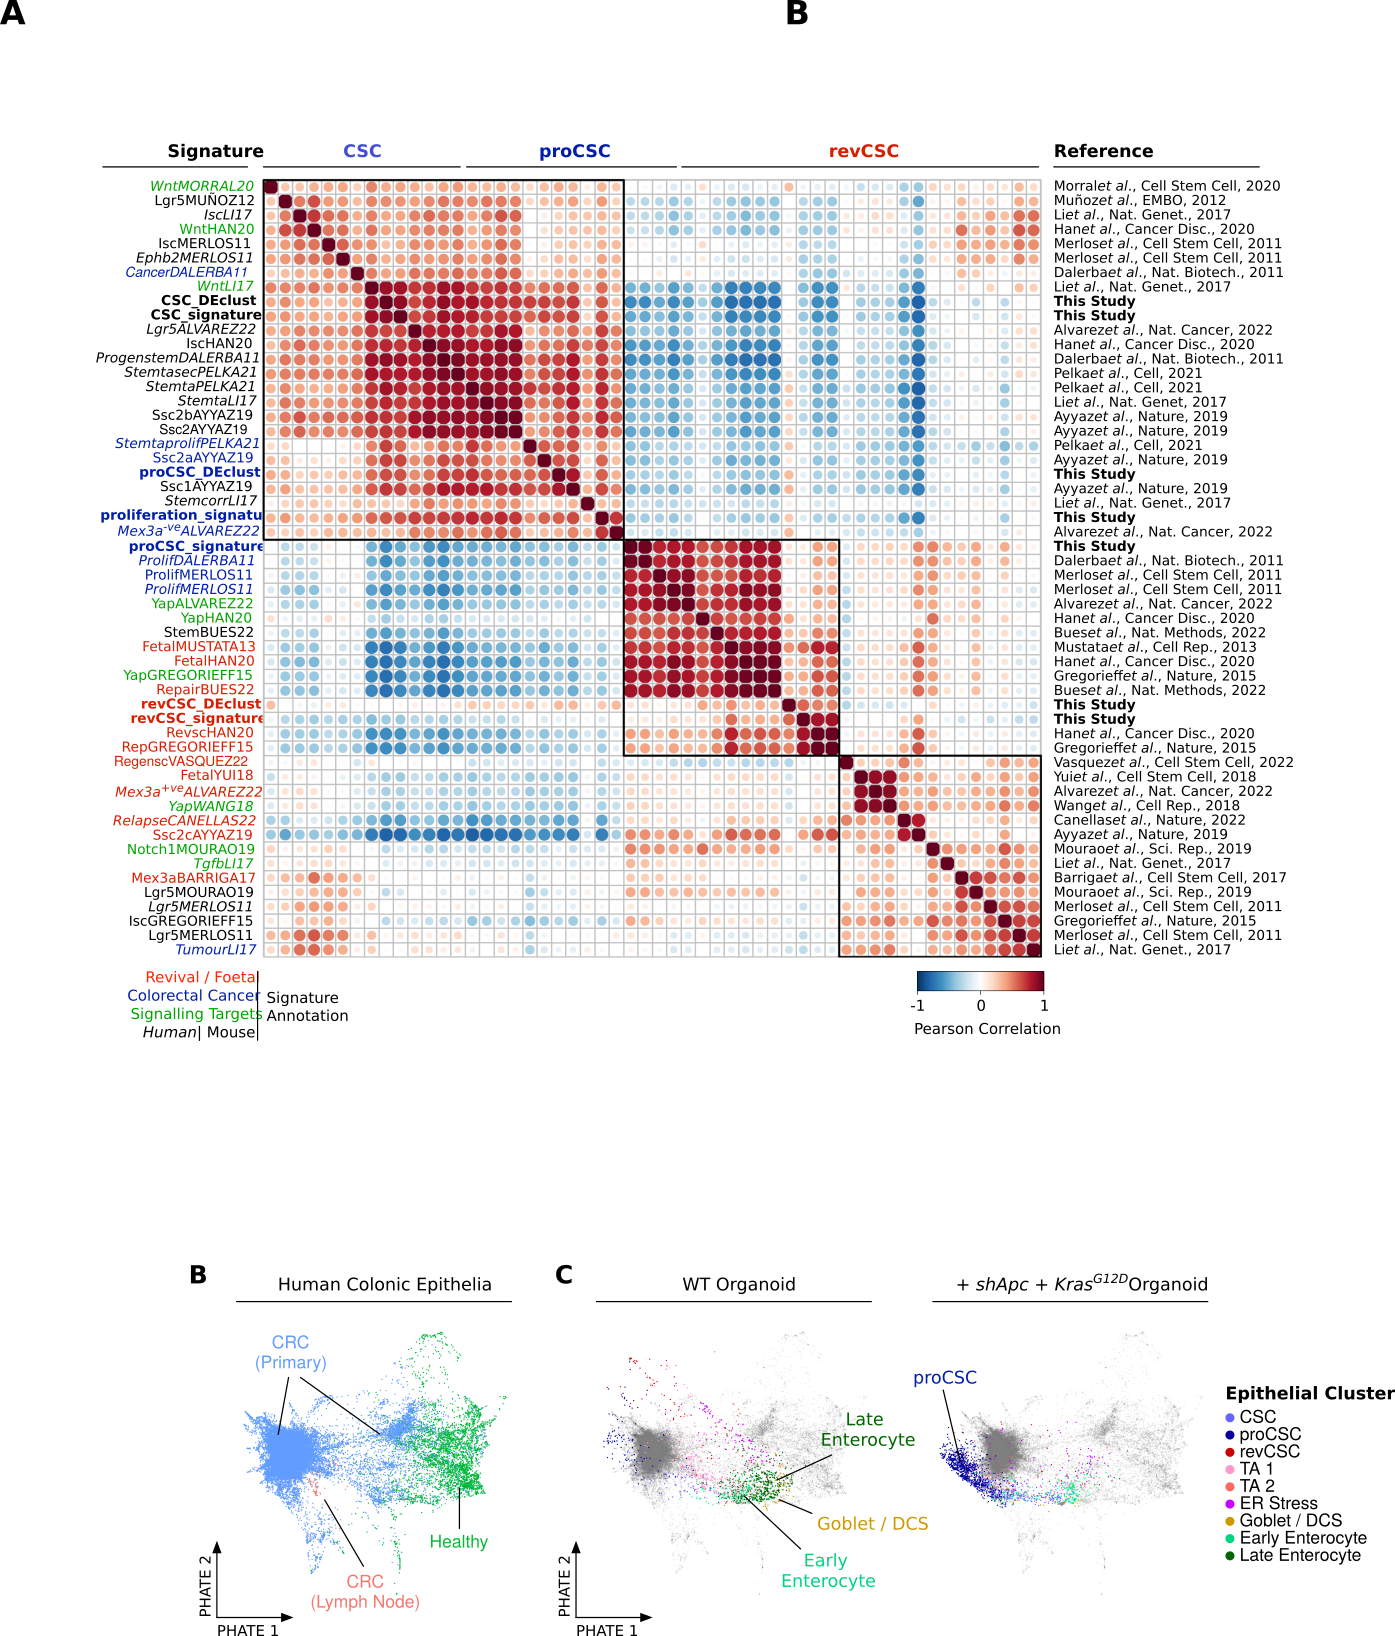 A
B
Signature CSC proCSC revCSC Reference
WntMORRAL20 Morralet al., Cell Stem Cell, 2020
Lgr5MUÑOZ12 Muñozet al., EMBO, 2012
IscLI17 Liet al., Nat. Genet., 2017
WntHAN20 Hanet al., Cancer Disc., 2020
IscMERLOS11 Merloset al., Cell Stem Cell, 2011
Ephb2MERLOS11 Merloset al., Cell Stem Cell, 2011
CancerDALERBA11 Dalerbaet al., Nat. Biotech., 2011
WntLI17 Liet al., Nat. Genet., 2017
CSC_DEclust This Study
CSC_signature This Study
Lgr5ALVAREZ22 Alvarezet al., Nat. Cancer, 2022
IscHAN20 Hanet al., Cancer Disc., 2020
ProgenstemDALERBA11 Dalerbaet al., Nat. Biotech., 2011
StemtasecPELKA21 Pelkaet al., Cell, 2021
StemtaPELKA21 Pelkaet al., Cell, 2021
StemtaLI17 Liet al., Nat. Genet, 2017
Ssc2bAYYAZ19 Ayyazet al., Nature, 2019
Ssc2AYYAZ19 Ayyazet al., Nature, 2019
StemtaprolifPELKA21 Pelkaet al., Cell, 2021
Ssc2aAYYAZ19 Ayyazet al., Nature, 2019
proCSC_DEclust This Study
Ssc1AYYAZ19 Ayyazet al., Nature, 2019
StemcorrLI17 Liet al., Nat. Genet., 2017
proliferation_signatu This Study
Mex3a-veALVAREZ22 Alvarezet al., Nat. Cancer, 2022
proCSC_signature This Study
ProlifDALERBA11 Dalerbaet al., Nat. Biotech., 2011
ProlifMERLOS11 Merloset al., Cell Stem Cell, 2011
ProlifMERLOS11 Merloset al., Cell Stem Cell, 2011
YapALVAREZ22 Alvarezet al., Nat. Cancer, 2022
YapHAN20 Hanet al., Cancer Disc., 2020
StemBUES22 Bueset al., Nat. Methods, 2022
FetalMUSTATA13 Mustataet al., Cell Rep., 2013
FetalHAN20 Hanet al., Cancer Disc., 2020
YapGREGORIEFF15 Gregorieffet al., Nature, 2015
RepairBUES22 Bueset al., Nat. Methods, 2022
revCSC_DEclust This Study
revCSC_signature This Study
RevscHAN20 Hanet al., Cancer Disc., 2020
RepGREGORIEFF15 Gregorieffet al., Nature, 2015
RegenscVASQUEZ22 Vasquezet al., Cell Stem Cell, 2022
FetalYUI18 Yuiet al., Cell Stem Cell, 2018
Mex3a+veALVAREZ22 Alvarezet al., Nat. Cancer, 2022
YapWANG18 Wanget al., Cell Rep., 2018
RelapseCANELLAS22 Canellaset al., Nature, 2022
Ssc2cAYYAZ19 Ayyazet al., Nature, 2019
Notch1MOURAO19 Mouraoet al., Sci. Rep., 2019
TgfbLI17 Liet al., Nat. Genet., 2017
Mex3aBARRIGA17 Barrigaet al., Cell Stem Cell, 2017
Lgr5MOURAO19 Mouraoet al., Sci. Rep., 2019
Lgr5MERLOS11 Merloset al., Cell Stem Cell, 2011
IscGREGORIEFF15 Gregorieffet al., Nature, 2015
Lgr5MERLOS11 Merloset al., Cell Stem Cell, 2011
TumourLI17 Liet al., Nat. Genet., 2017
Revival / Foetal
Colorectal Cancer
Signalling Targets
Human| Mouse
Signature
Annotation
-1 0 1
Pearson Correlation
B
Human Colonic Epithelia
CRC
(Primary)
Healthy
CRC
(Lymph Node)
PHATE 2
PHATE 1
C
WT Organoid
+ shApc + KrasG12DOrganoid
Late
Enterocyte
Goblet / DCS
Early
Enterocyte
PHATE 2
PHATE 1
proCSC
Epithelial Cluster
CSC
proCSC
revCSC
TA 1
TA 2
ER Stress
Goblet / DCS
Early Enterocyte
Late Enterocyte